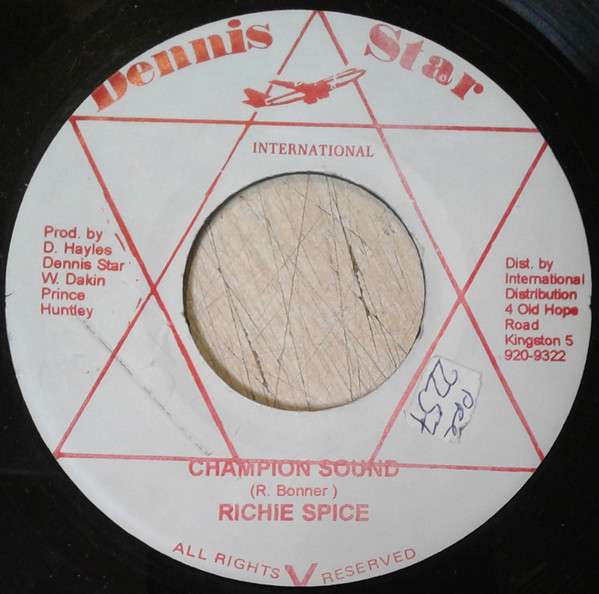 Dennis Star
INTERNATIONAL
Prod. by
D. Hayles
Dennis Star
W. Dakin
Prince
Huntley
Dist. by
International
Distribution
4 Old Hope
Road
Kingston 5
920-9322
CHAMPION SOUND
(R. Bonner)
RICHIE SPICE
ALL RIGHTS RESERVED